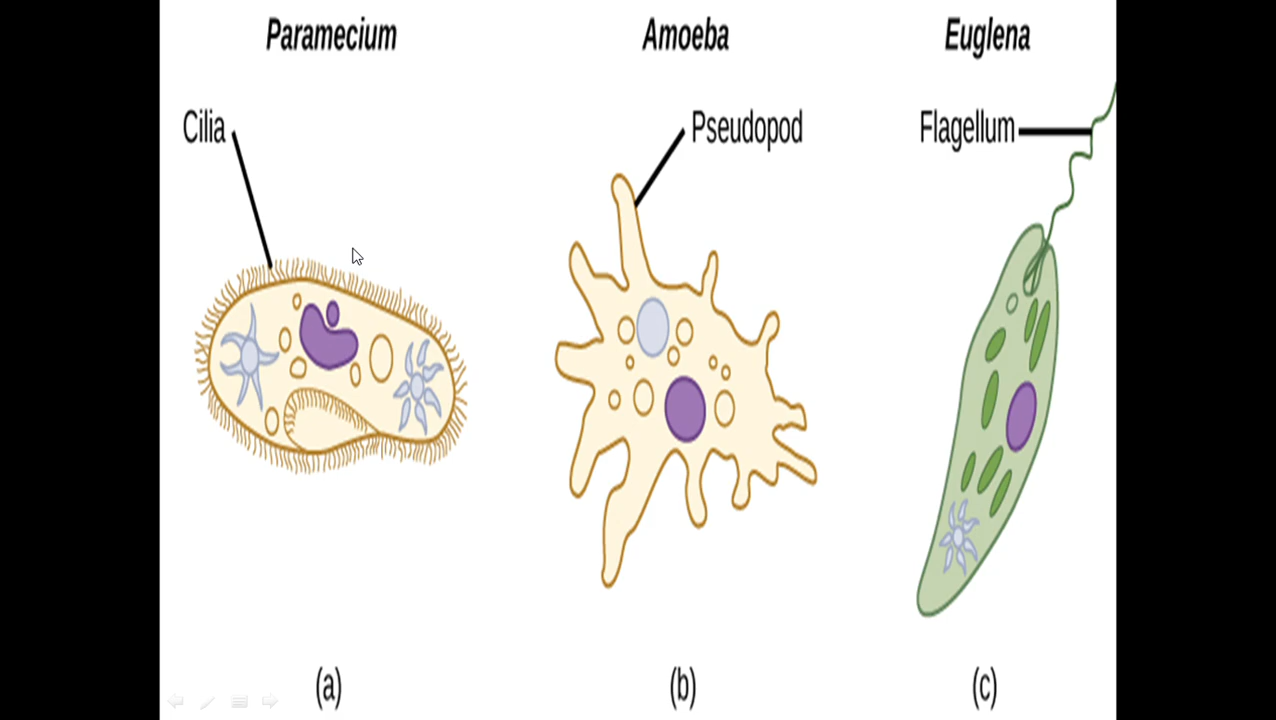 Paramecium
Amoeba
Euglena
Cilia
Pseudopod
Flagellum
(a)
(b)
(c)